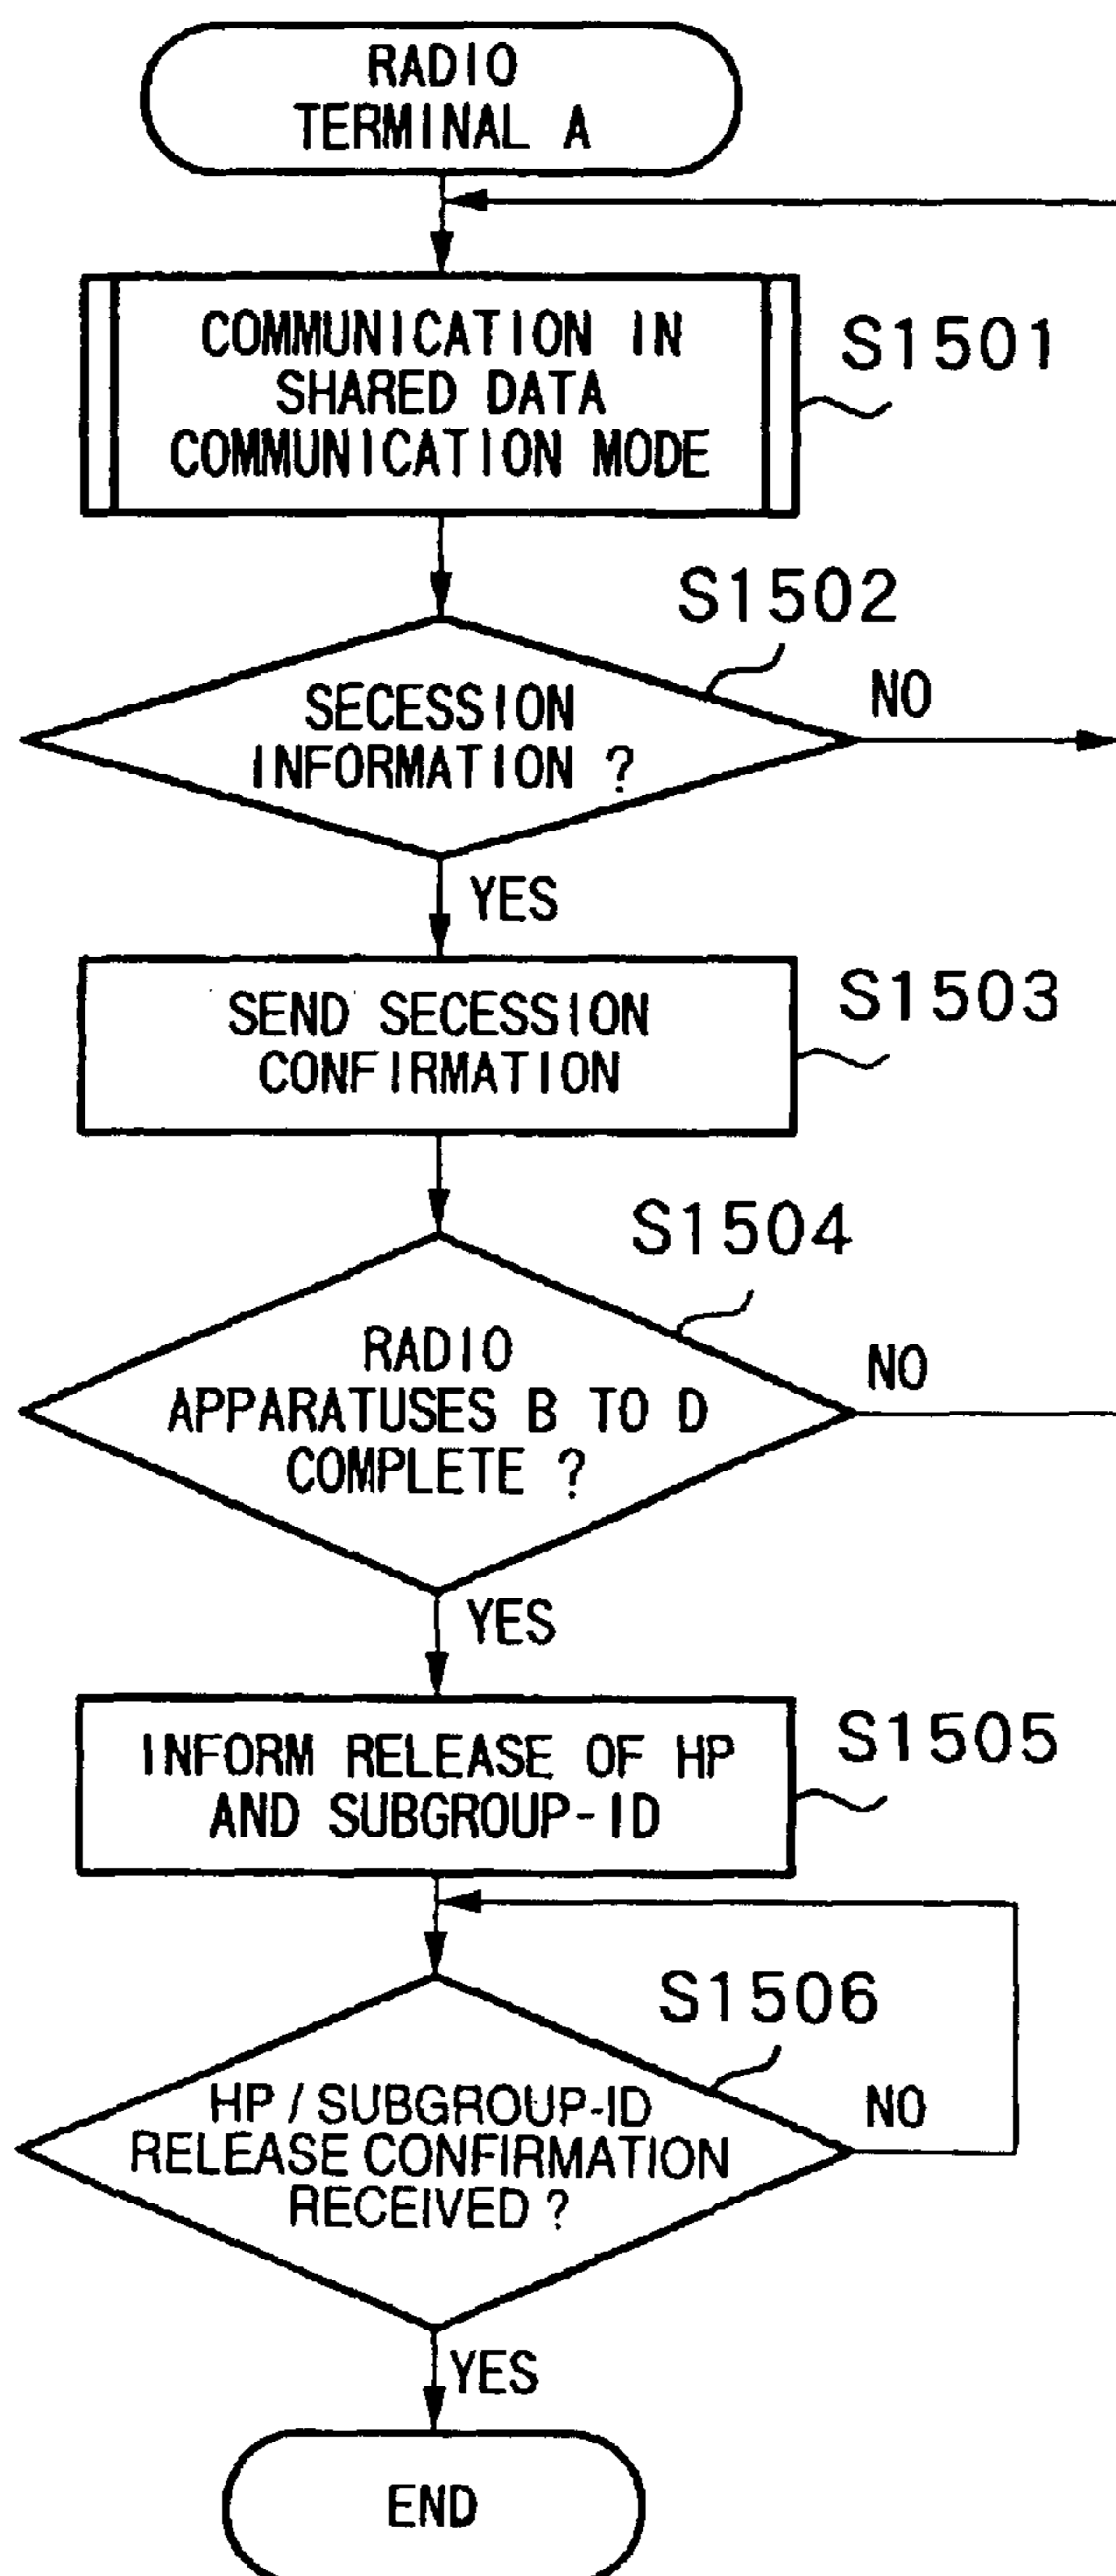 RADIO
TERMINAL A
COMMUNICATION IN
SHARED DATA
COMMUNICATION MODE
S1501
S1502
SECESSION
INFORMATION ?
NO
YES
SEND SECESSION
CONFIRMATION
S1503
S1504
RADIO
APPARATUSES B TO D
COMPLETE ?
NO
YES
INFORM RELEASE OF HP
AND SUBGROUP-ID
S1505
S1506
HP / SUBGROUP-ID
RELEASE CONFIRMATION
RECEIVED ?
NO
YES
END